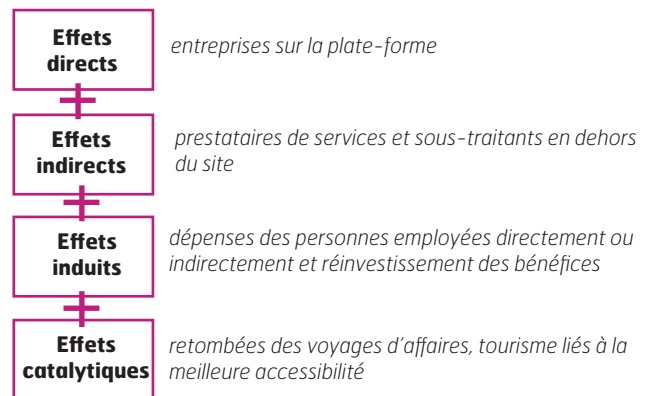 Effets
directs
entreprises sur la plate-forme
Effets
indirects
prestataires de services et sous-traitants en dehors
du site
Effets
induits
dépenses des personnes employées directement ou
indirectement et réinvestissement des bénéfices
Effets
catalytiques
retombées des voyages d'affaires, tourisme liés à la
meilleure accessibilité